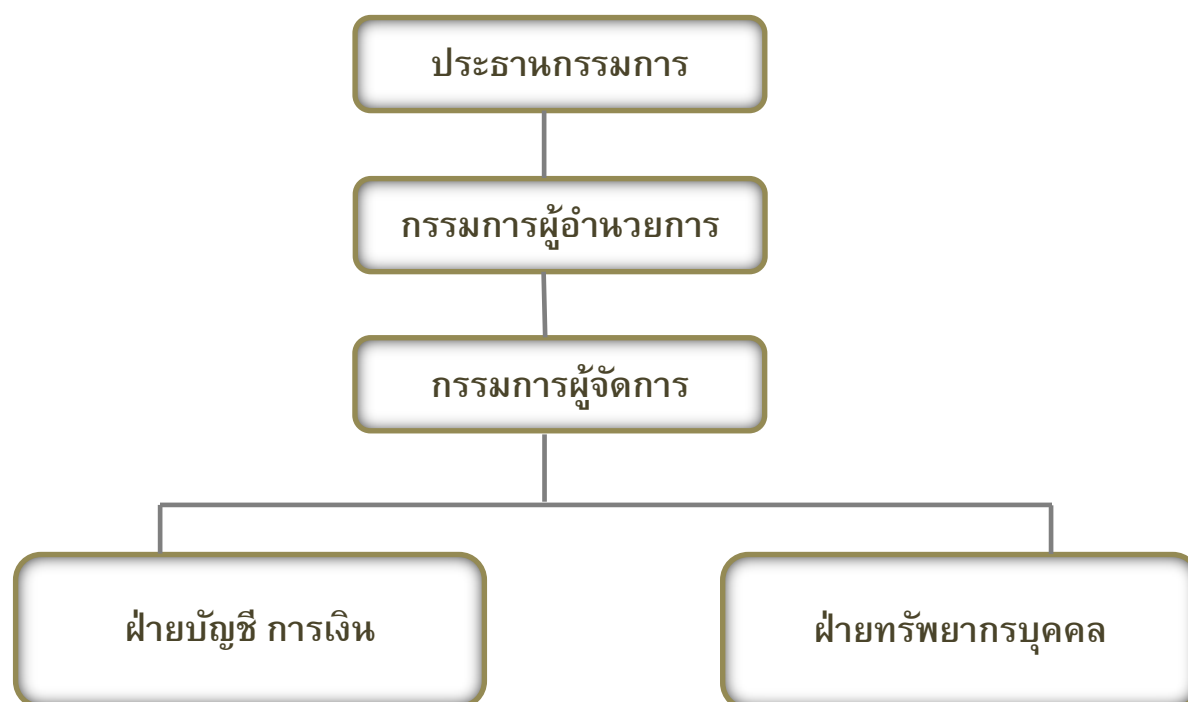 ประธานกรรมการ
กรรมการผู้อำนวยการ
กรรมการผู้จัดการ
ฝ่ายบัญชี การเงิน
ฝ่ายทรัพยากรบุคคล